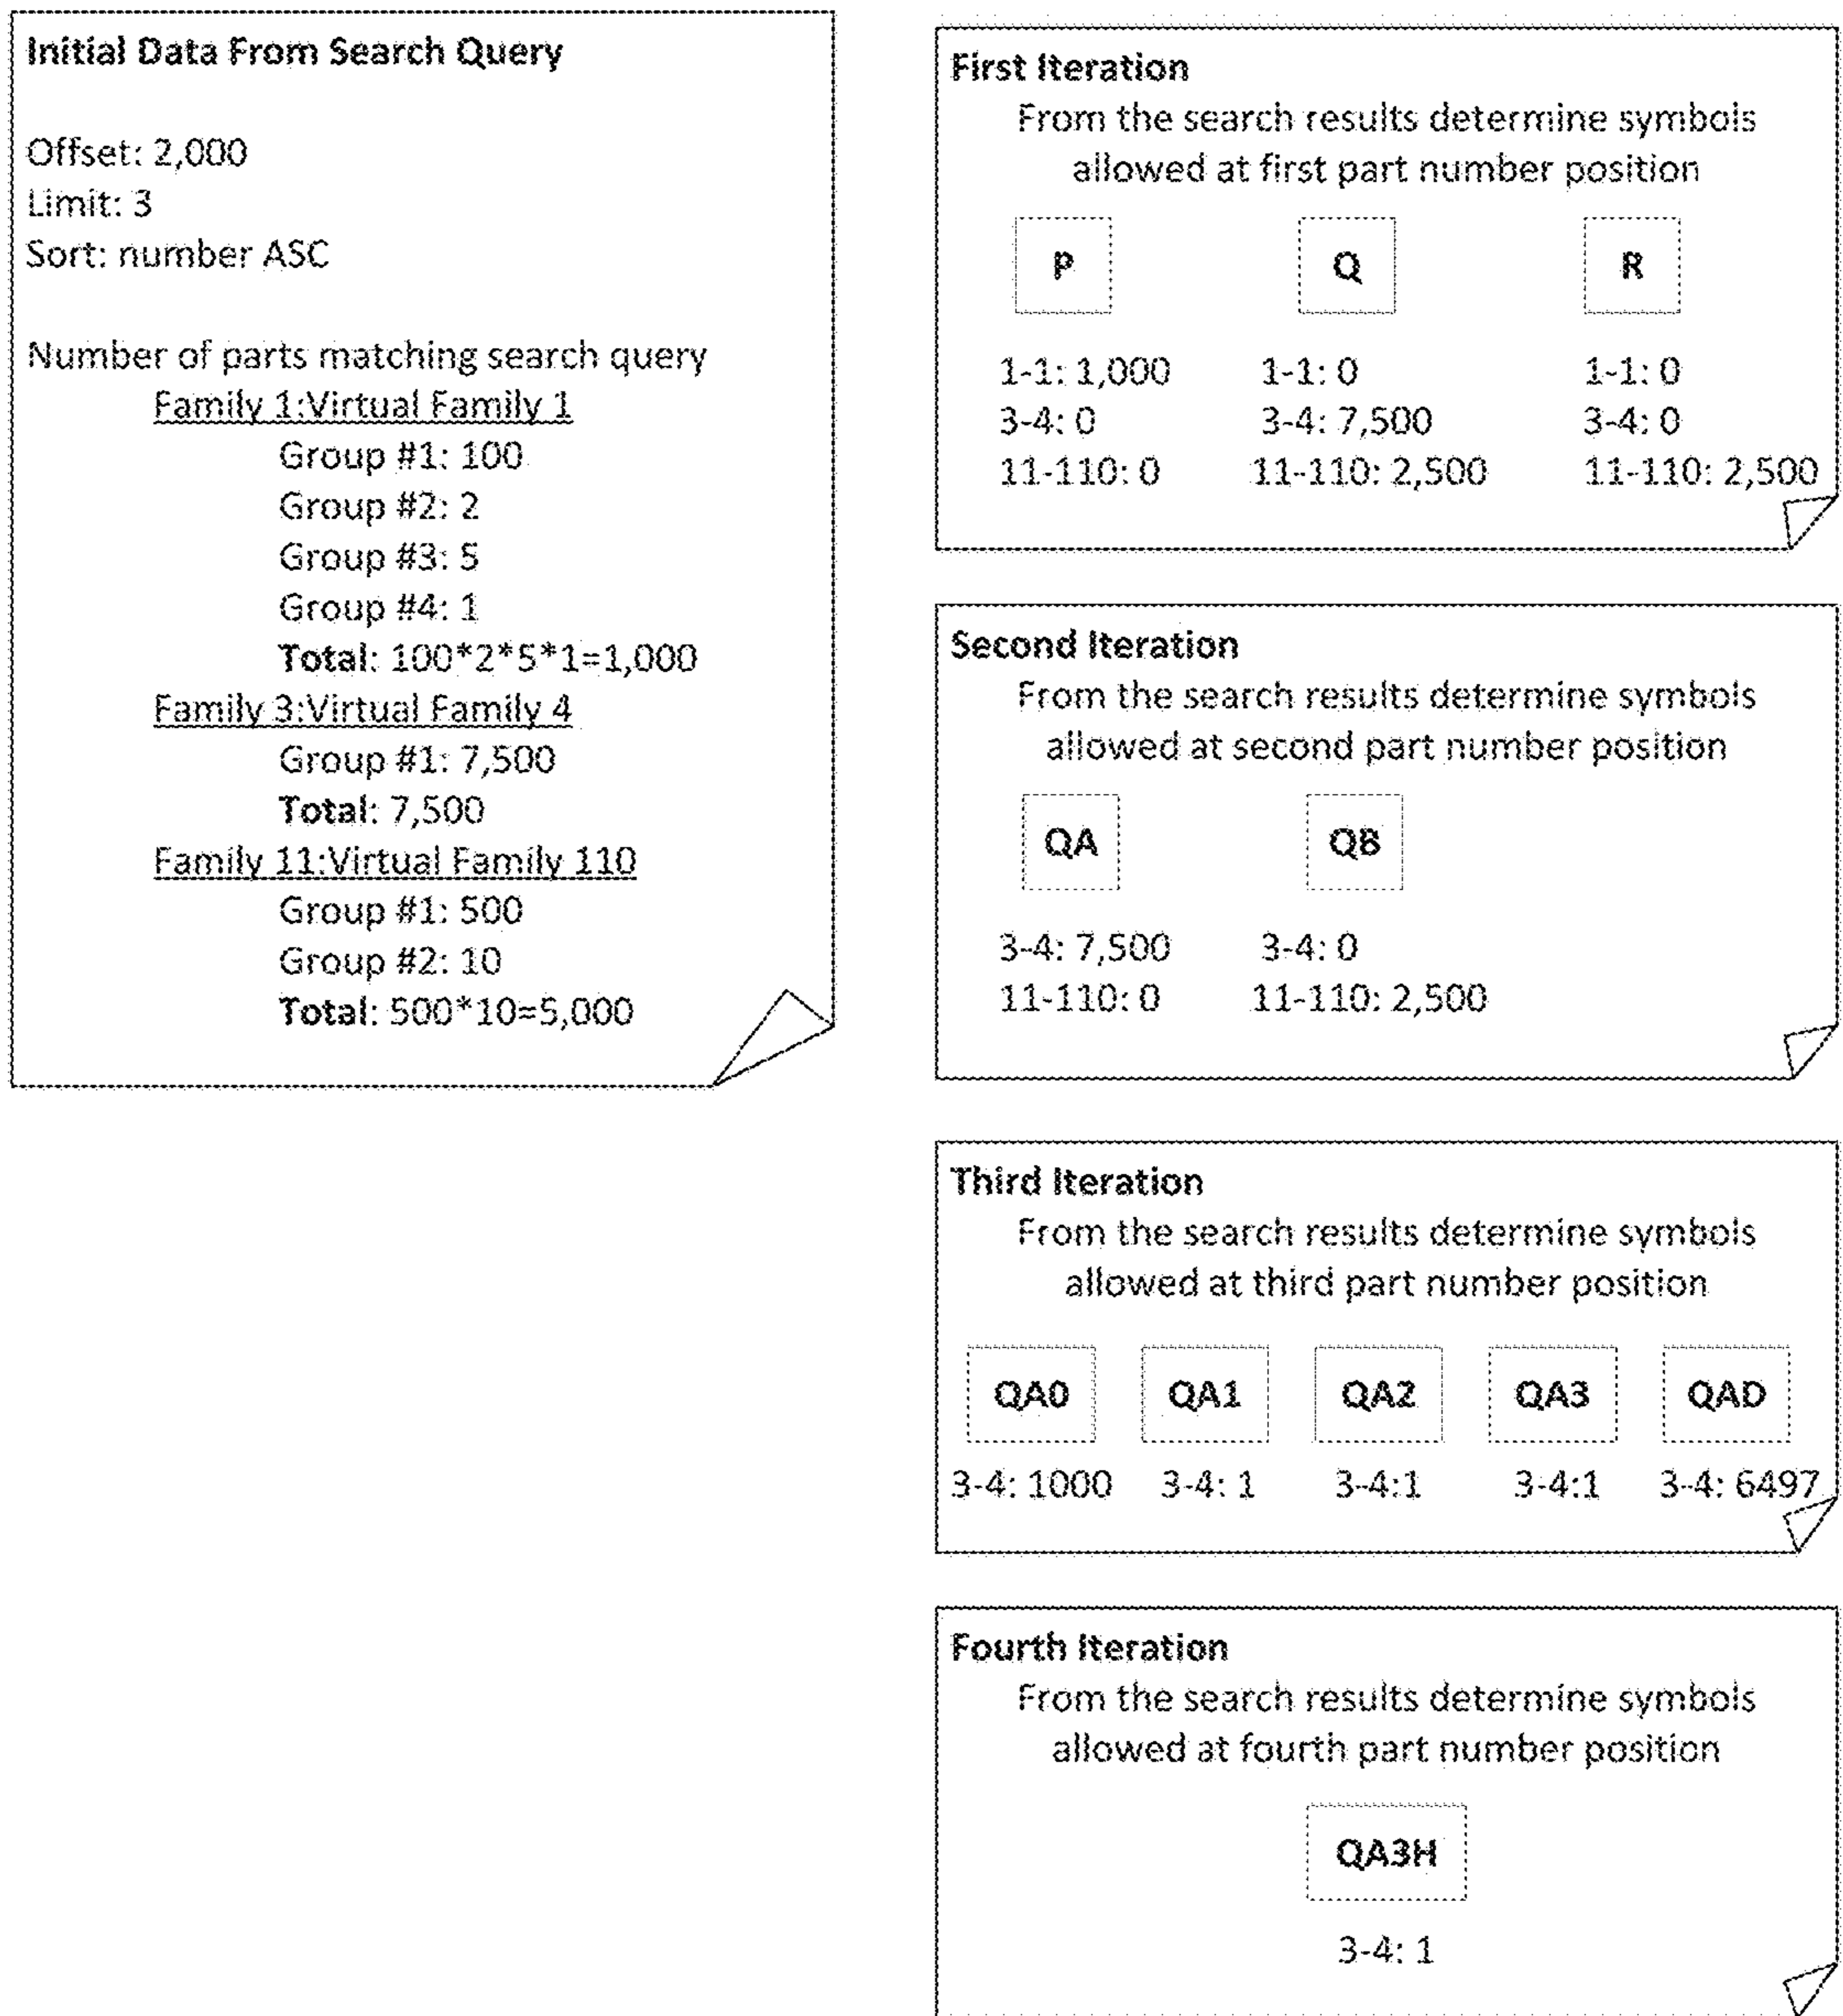 Initial Data From Search Query
Offset: 2,000
Limit: 3
Sort: number ASC
Number of parts matching search query
Family 1:Virtual Family 1
Group #1: 100
Group #2: 2
Group #3: 5
Group #4: 1
Total: 100*2*5*1=1,000
Family 3:Virtual Family 4
Group #1: 7,500
Total: 7,500
Family 11:Virtual Family 110
Group #1: 500
Group #2: 10
Total: 500*10=5,000
First Iteration
From the search results determine symbols
allowed at first part number position
P Q R
1-1: 1,000 1-1: 0 1-1: 0
3-4: 0 3-4: 7,500 3-4: 0
11-110: 0 11-110: 2,500 11-110: 2,500
Second Iteration
From the search results determine symbols
allowed at second part number position
QA QB
3-4: 7,500 3-4: 0
11-110: 0 11-110: 2,500
Third Iteration
From the search results determine symbols
allowed at third part number position
QA0 QA1 QA2 QA3 QAD
3-4: 1000 3-4: 1 3-4:1 3-4:1 3-4: 6497
Fourth Iteration
From the search results determine symbols
allowed at fourth part number position
QA3H
3-4: 1